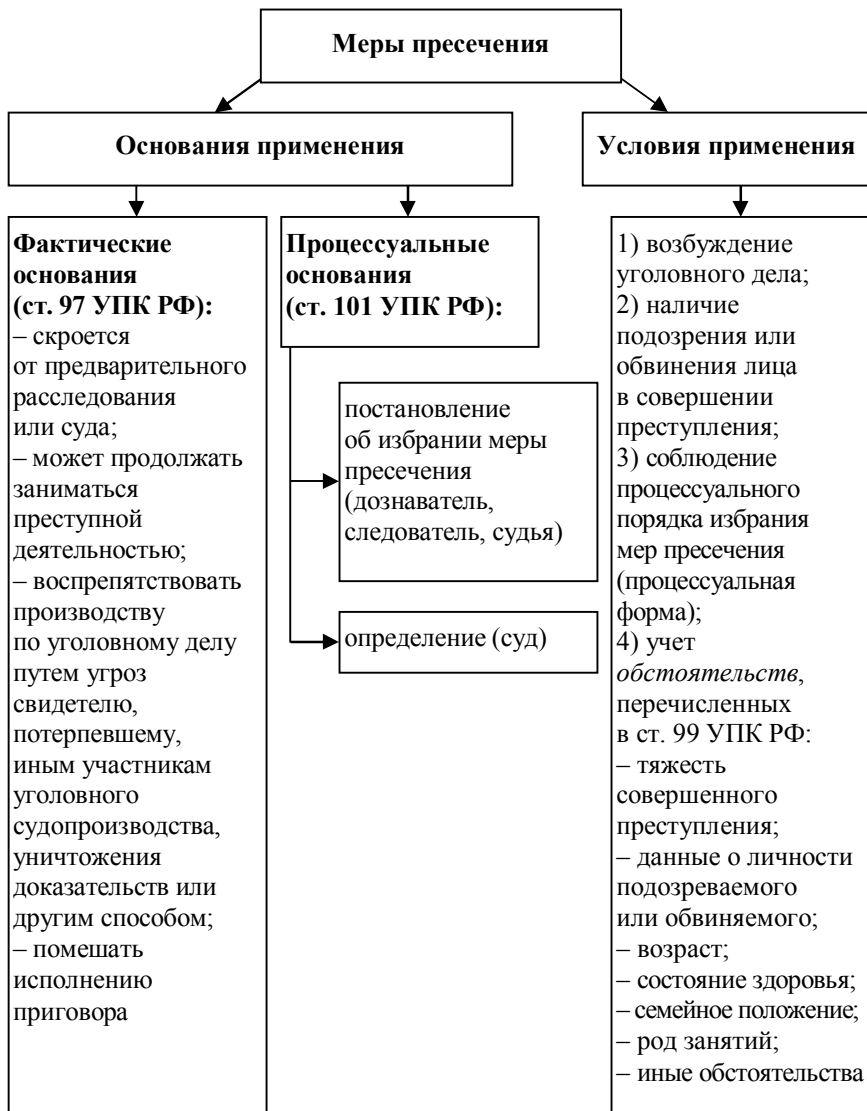 Меры пресечения
Основания применения
Условия применения
Фактические
основания
(ст. 97 УПК РФ):
– скроется
от предварительного
расследования
или суда;
– может продолжать
заниматься
преступной
деятельностью;
– воспрепятствовать
производству
по уголовному делу
путем угроз
свидетелю,
потерпевшему,
иным участникам
уголовного
судопроизводства,
уничтожения
доказательств или
другим способом;
– помешать
исполнению
приговора
Процессуальные
основания
(ст. 101 УПК РФ):
постановление
об избрании меры
пресечения
(дознаватель,
следователь, судья)
определение (суд)
1) возбуждение
уголовного дела;
2) наличие
подозрения или
обвинения лица
в совершении
преступления;
3) соблюдение
процессуального
порядка избрания
мер пресечения
(процессуальная
форма);
4) учет
обстоятельств,
перечисленных
в ст. 99 УПК РФ:
– тяжесть
совершенного
преступления;
– данные о личности
подозреваемого
или обвиняемого;
– возраст;
– состояние здоровья;
– семейное положение;
– род занятий;
– иные обстоятельства